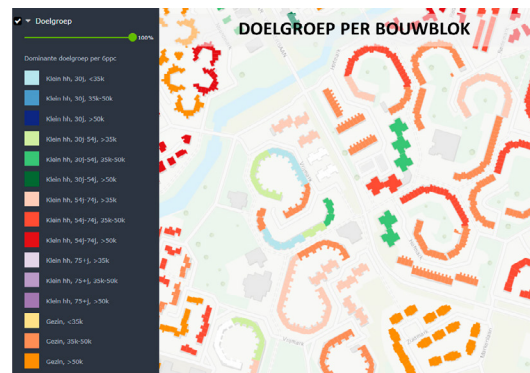 Doelgroep
100%
DOELGROEP PER BOUWBLOK
Dominante doelgroep per 6ppc
Klein hh, 30j, <35k
Klein hh, 30j, 35k-50k
Klein hh, 30j, >50k
Klein hh, 30J-54j, >35k
Klein hh, 30J-54j, 35k-50k
Klein hh, 30J-54j, >50k
Klein hh, 54j-74j, >35k
Klein hh, 54j-74j, 35k-50k
Klein hh, 54j-74j, >50k
Klein hh, 75+j, >35k
Klein hh, 75+j, 35k-50k
Klein hh, 75+j, >50k
Gezin, <35k
Gezin, 35k-50k
Gezin, >50k